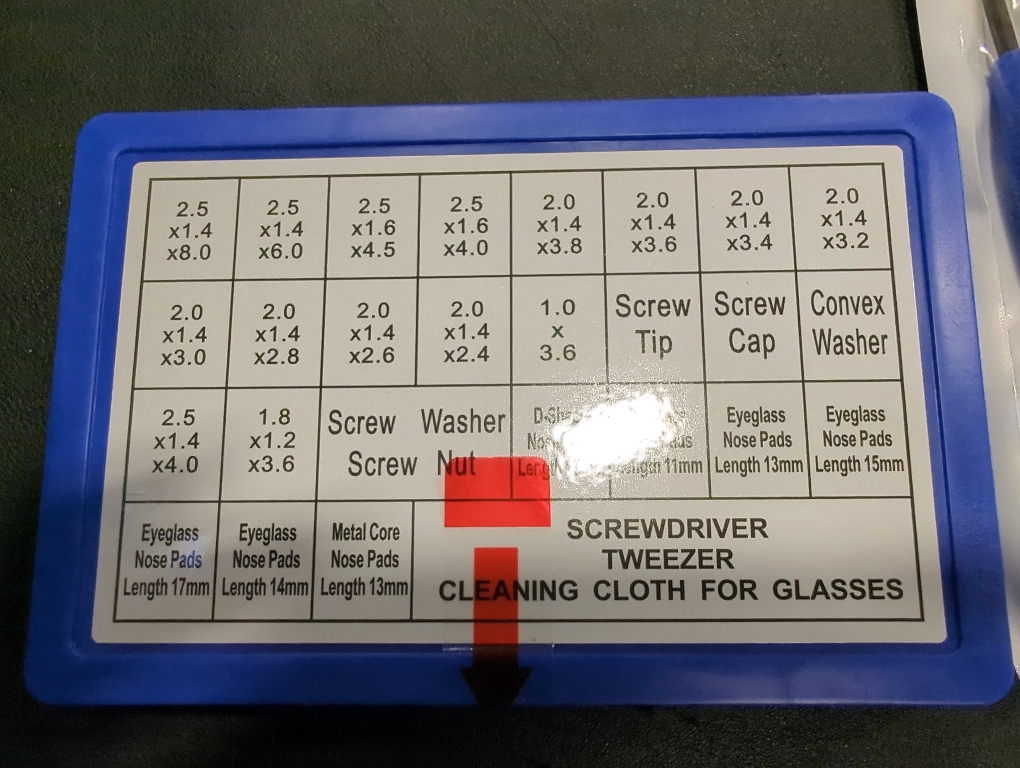 2.5
x1.4
x8.0
2.5
x1.4
x6.0
2.5
x1.6
x4.5
2.5
x1.6
x4.0
2.0
x1.4
x3.8
2.0
x1.4
x3.6
2.0
x1.4
x3.4
2.0
x1.4
x3.2
2.0
x1.4
x3.0
2.0
x1.4
x2.8
2.0
x1.4
x2.6
2.0
x1.4
x2.4
1.0
x
3.6
Screw
Tip
Screw
Cap
Convex
Washer
2.5
x1.4
x4.0
1.8
x1.2
x3.6
Screw Washer
Screw Nut
Length 11mm
Eyeglass
Nose Pads
Length 13mm
Eyeglass
Nose Pads
Length 15mm
Eyeglass
Nose Pads
Length 17mm
Eyeglass
Nose Pads
Length 14mm
Metal Core
Nose Pads
Length 13mm
SCREWDRIVER
TWEEZER
CLEANING CLOTH FOR GLASSES